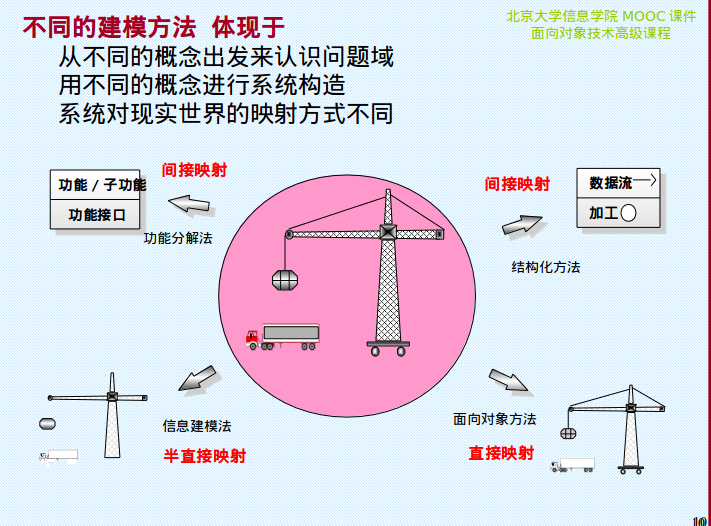 不同的建模方法 体现于
北京大学信息学院 MOOC 课件
面向对象技术高级课程
从不同的概念出发来认识问题域
用不同的概念进行系统构造
系统对现实世界的映射方式不同
间接映射
功能 / 子功能
功能接口
功能分解法
间接映射
数据流
加工
结构化方法
信息建模法
半直接映射
面向对象方法
直接映射
10